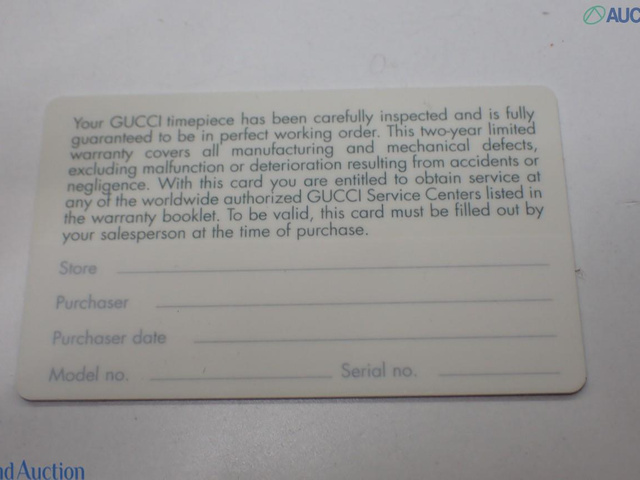 AUC
Your GUCCI timepiece has been carefully inspected and is fully
guaranteed to be in perfect working order. This two-year limited
warranty covers all manufacturing and mechanical defects,
excluding malfunction or deterioration resulting from accidents or
negligence. With this card you are entitled to obtain service at
any of the worldwide authorized GUCCI Service Centers listed in
the warranty booklet. To be valid, this card must be filled out by
your salesperson at the time of purchase.
Store
Purchaser
Purchaser date
Model no. Serial no.
nd Auction